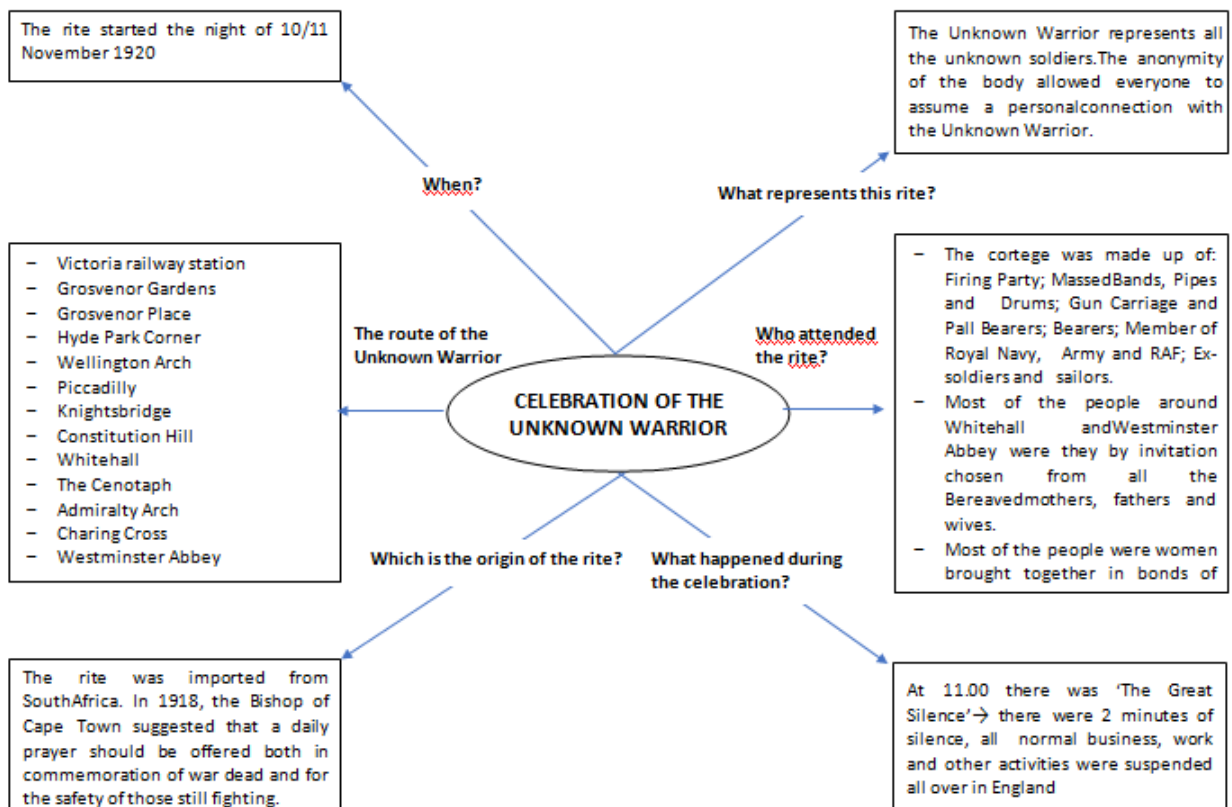 The rite started the night of 10/11
November 1920
The Unknown Warrior represents all
the unknown soldiers.The anonymity
of the body allowed everyone to
assume a personalconnection with
the Unknown Warrior.
When?
What represents this rite?
– Victoria railway station
– Grosvenor Gardens
– Grosvenor Place
– Hyde Park Corner
– Wellington Arch
– Piccadilly
– Knightsbridge
– Constitution Hill
– Whitehall
– The Cenotaph
– Admiralty Arch
– Charing Cross
– Westminster Abbey
The route of the
Unknown Warrior
CELEBRATION OF THE
UNKNOWN WARRIOR
Who attended
the rite?
– The cortege was made up of:
Firing Party; MassedBands, Pipes
and Drums; Gun Carriage and
Pall Bearers; Bearers; Member of
Royal Navy, Army and RAF; Ex-
soldiers and sailors.
– Most of the people around
Whitehall andWestminster
Abbey were they by invitation
chosen from all the
Bereavedmothers, fathers and
wives.
– Most of the people were women
brought together in bonds of
Which is the origin of the rite?
What happened during
the celebration?
The rite was imported from
SouthAfrica. In 1918, the Bishop of
Cape Town suggested that a daily
prayer should be offered both in
commemoration of war dead and for
the safety of those still fighting.
At 11.00 there was ‘The Great
Silence’→ there were 2 minutes of
silence, all normal business, work
and other activities were suspended
all over in England